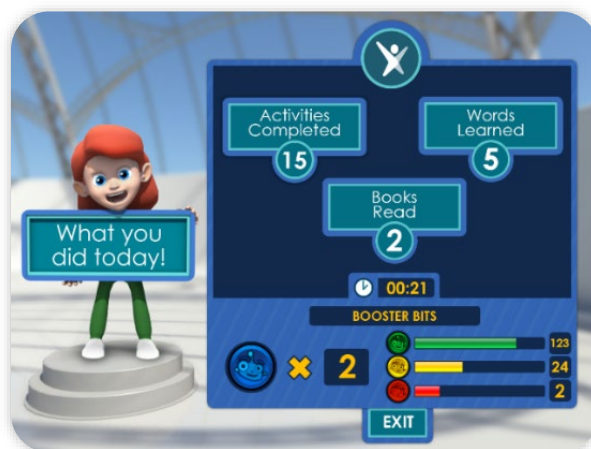 What you
did today!
Activities
Completed
15
Words
Learned
5
Books
Read
2
00:21
BOOSTER BITS
2
123
24
2
EXIT